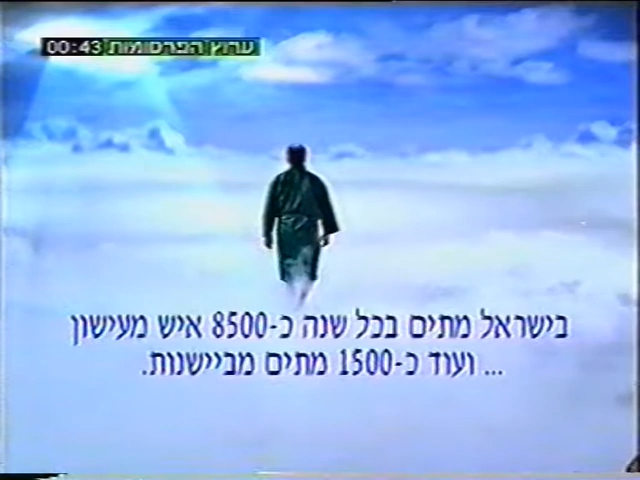 00:43 ערוץ הפרסומות
בישראל מתים בכל שנה כ-8500 איש מעישון
... ועוד כ-1500 מתים מביישנות.